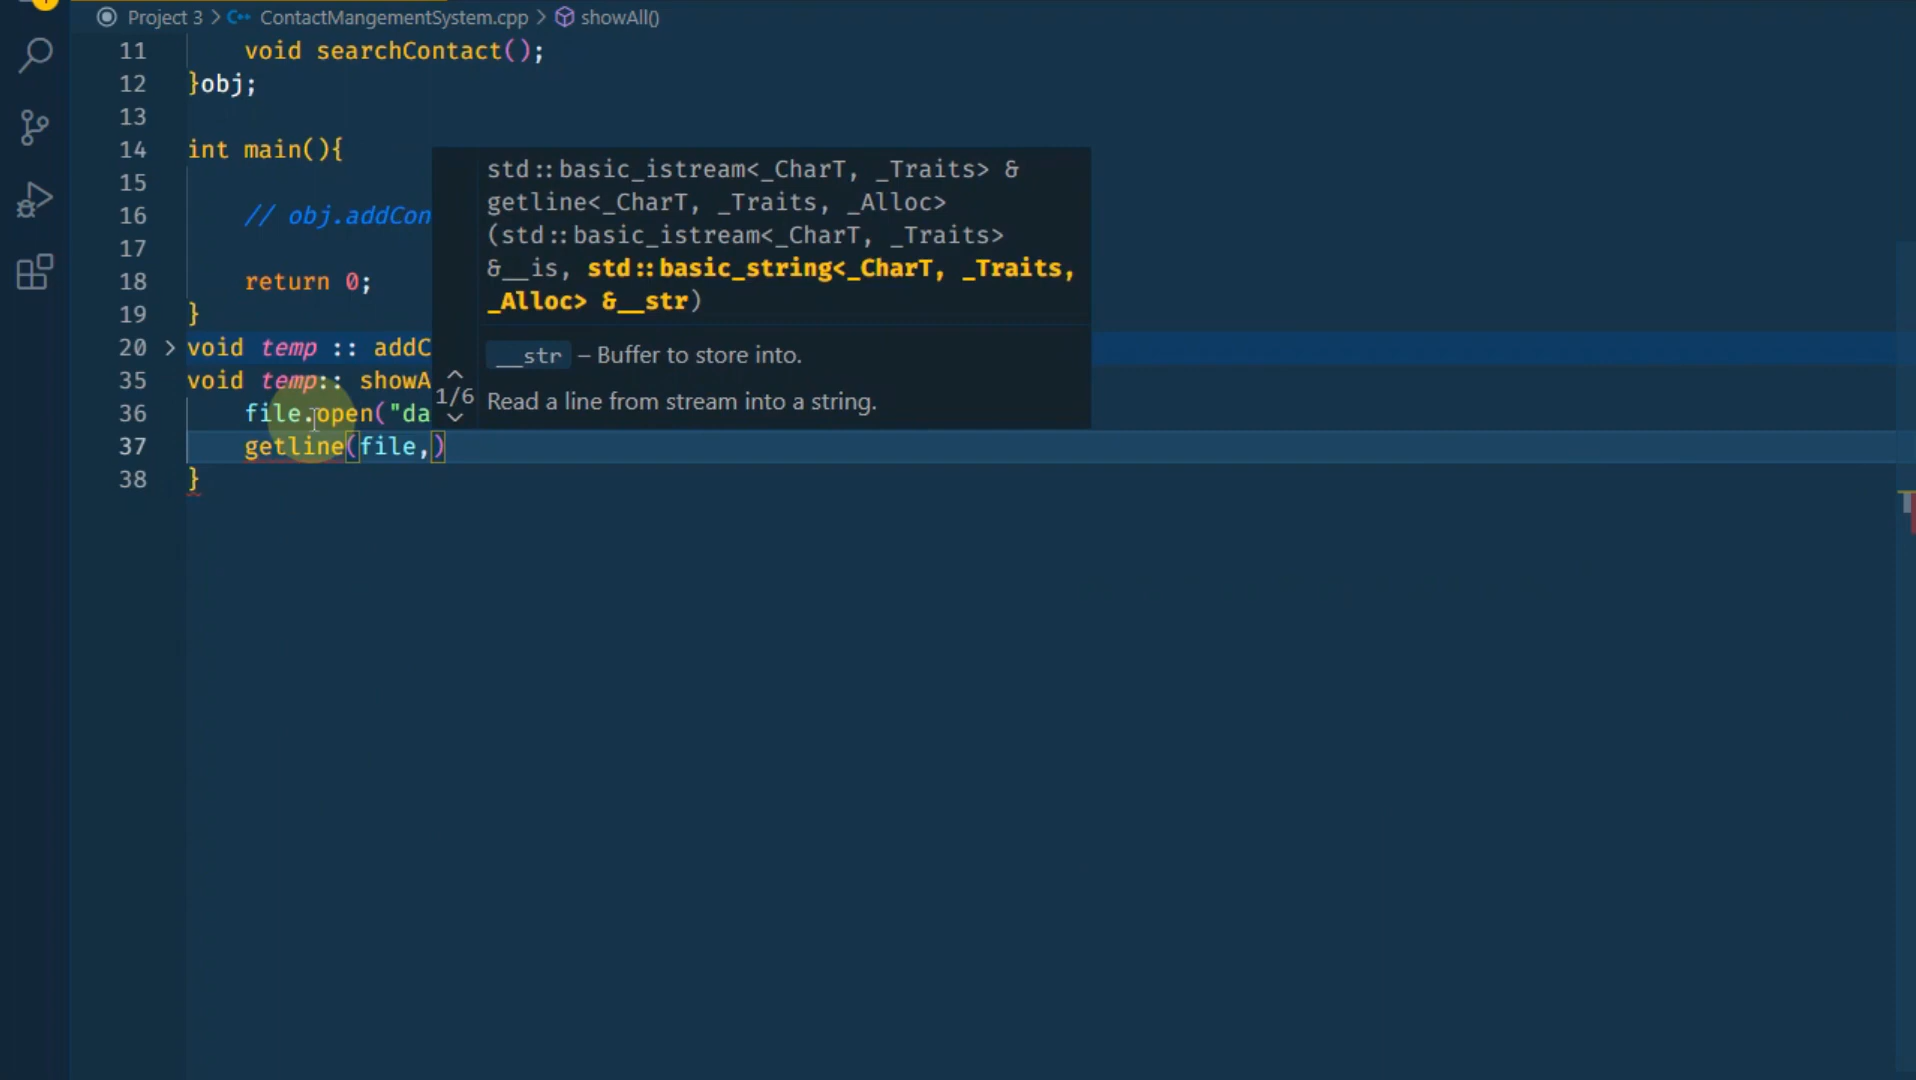 Project 3 > C++ ContactMangementSystem.cpp > showAll()
11 void searchContact();
12 }obj;
13
14 int main(){
15
16 // obj.addCon
17
18 return 0;
19 }
20 > void temp :: addC
35 void temp:: showA
36 file.open("da
37 getline(file,)
38 }
std::basic_istream<_CharT, _Traits> &
getline<_CharT, _Traits, _Alloc>
(std::basic_istream<_CharT, _Traits>
&__is, std::basic_string<_CharT, _Traits,
_Alloc> &__str)
__str – Buffer to store into.
1/6
Read a line from stream into a string.